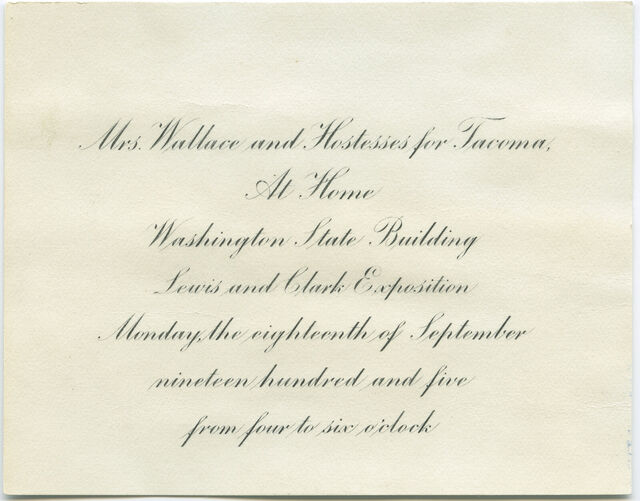 Mrs. Wallace and Hostesses for Tacoma,
At Home
Washington State Building
Lewis and Clark Exposition
Monday, the eighteenth of September
nineteen hundred and five
from four to six o'clock